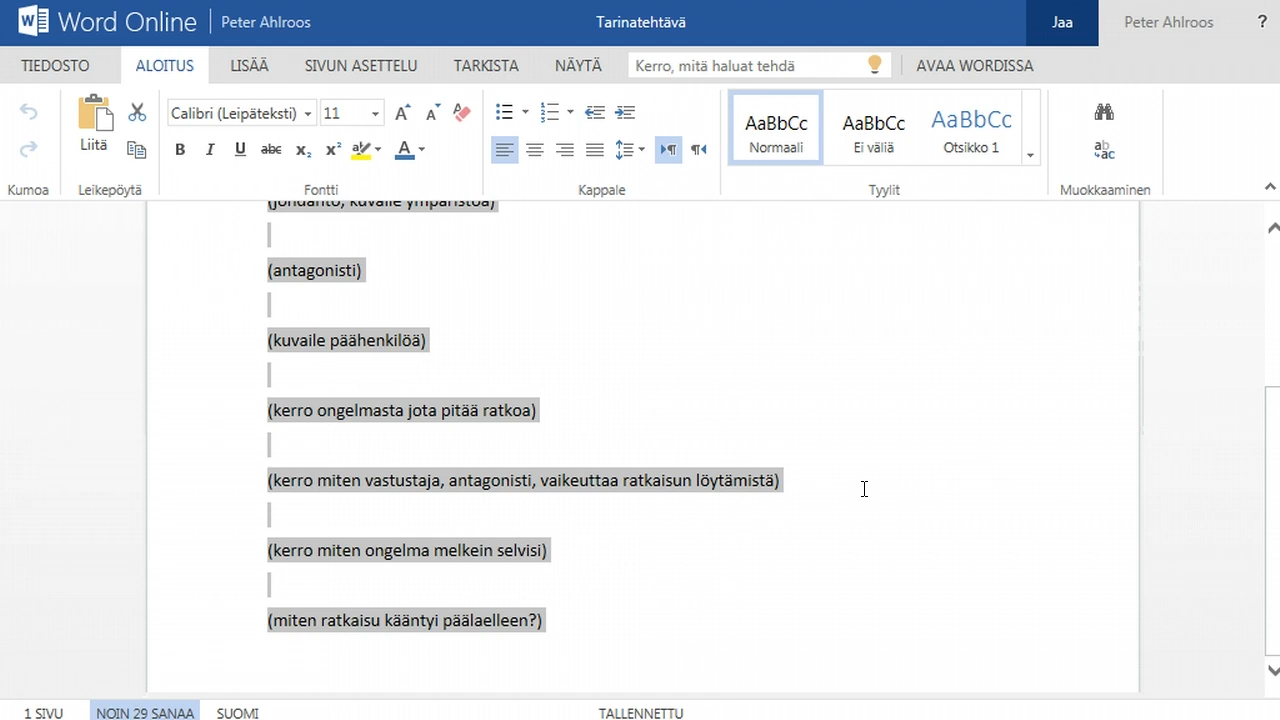 Word Online Peter Ahlroos Tarinatehtävä Jaa Peter Ahlroos ?
TIEDOSTO ALOITUS LISÄÄ SIVUN ASETTELU TARKISTA NÄYTÄ Kerro, mitä haluat tehdä AVAA WORDISSA
Calibri (Leipäteksti) 11
Liitä
AaBbCc AaBbCc AaBbCc
Normaali Ei väliä Otsikko 1
Kumoa Leikepöytä Fontti Kappale Tyylit Muokkaaminen
(johdanto, kuvaile ympäristöä)
(antagonisti)
(kuvaile päähenkilöä)
(kerro ongelmasta jota pitää ratkoa)
(kerro miten vastustaja, antagonisti, vaikeuttaa ratkaisun löytämistä)
(kerro miten ongelma melkein selvisi)
(miten ratkaisu kääntyi päälaelleen?)
1 SIVU NOIN 29 SANAA SUOMI TALLENNETTU